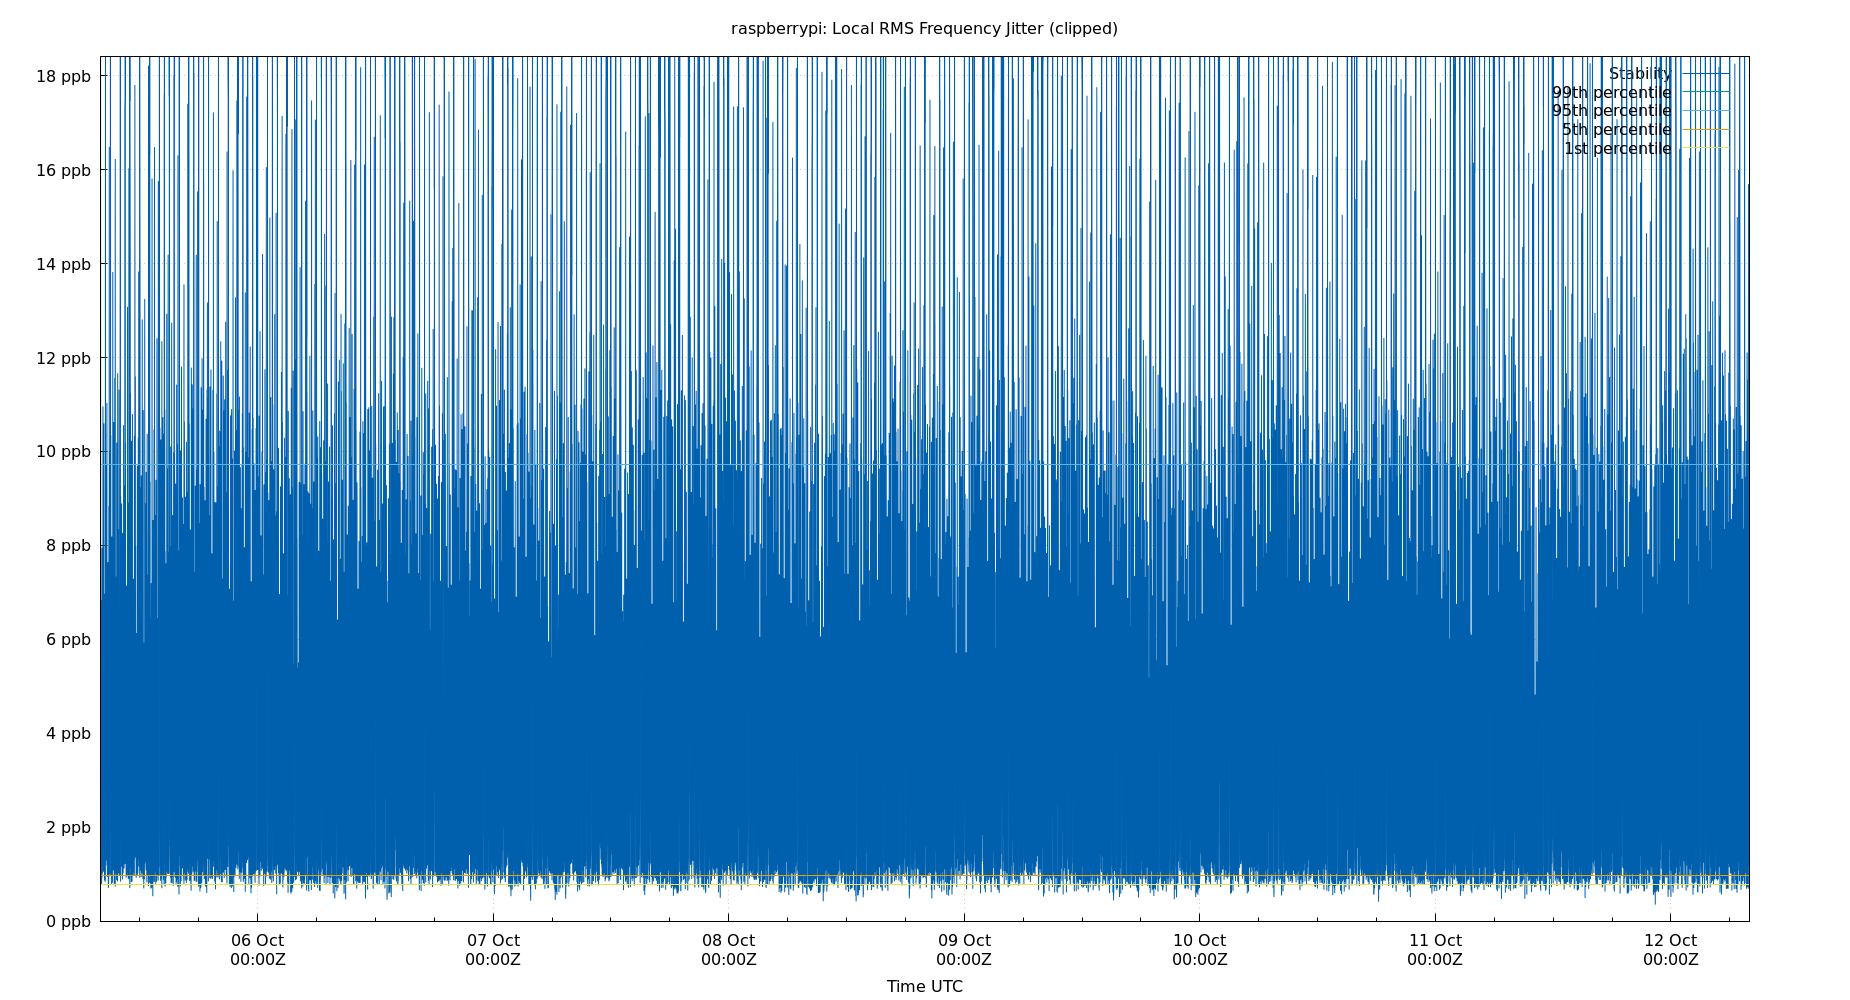 raspberrypi: Local RMS Frequency Jitter (clipped)
18 ppb
16 ppb
14 ppb
12 ppb
10 ppb
8 ppb
6 ppb
4 ppb
2 ppb
0 ppb
Stability
99th percentile
95th percentile
5th percentile
1st percentile
06 Oct
00:00Z
07 Oct
00:00Z
08 Oct
00:00Z
09 Oct
00:00Z
10 Oct
00:00Z
11 Oct
00:00Z
12 Oct
00:00Z
Time UTC